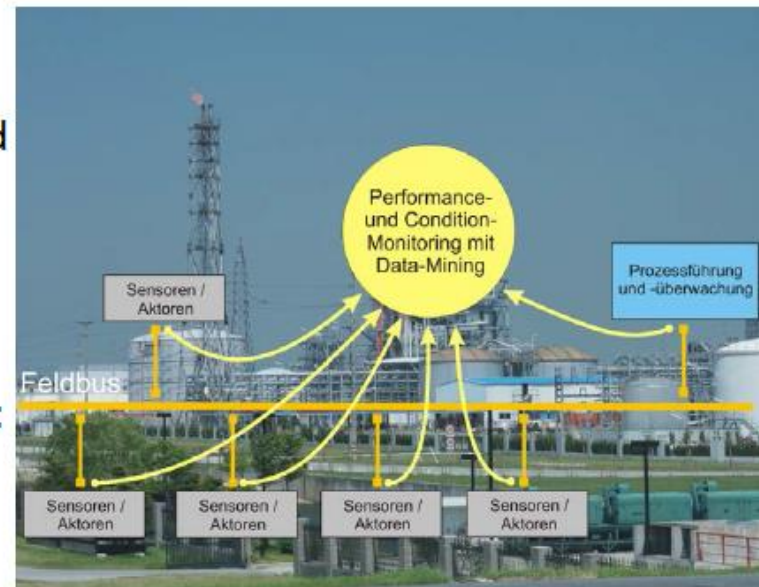 d
Performance-
und Condition-
Monitoring mit
Data-Mining
Prozessführung
und -überwachung
Sensoren /
Aktoren
Feldbus
:
Sensoren /
Aktoren
Sensoren /
Aktoren
Sensoren /
Aktoren
Sensoren /
Aktoren